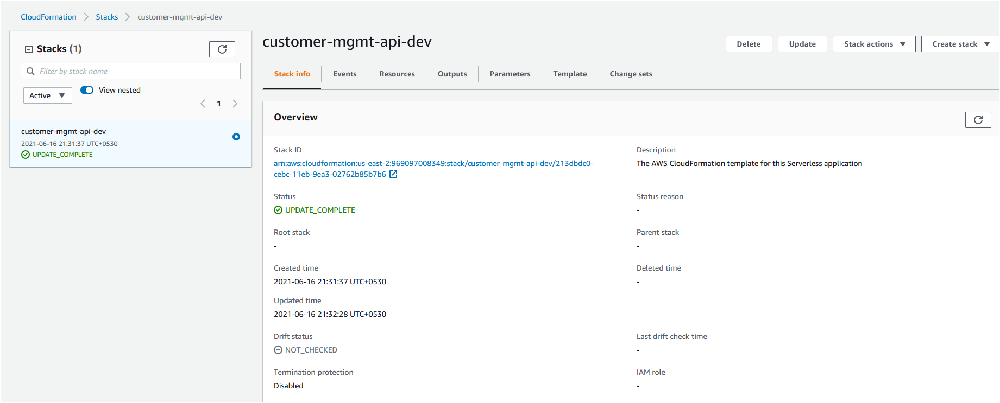 CloudFormation > Stacks > customer-mgmt-api-dev
Stacks (1)
Filter by stack name
Active
View nested
1
customer-mgmt-api-dev
2021-06-16 21:31:37 UTC+0530
UPDATE_COMPLETE
customer-mgmt-api-dev
Delete
Update
Stack actions
Create stack
Stack info
Events
Resources
Outputs
Parameters
Template
Change sets
Overview
Stack ID
arn:aws:cloudformation:us-east-2:969097008349:stack/customer-mgmt-api-dev/213dbdc0-
cebc-11eb-9ea3-02762b85b7b6
Description
The AWS CloudFormation template for this Serverless application
Status
UPDATE_COMPLETE
Status reason
-
Root stack
-
Parent stack
-
Created time
2021-06-16 21:31:37 UTC+0530
Deleted time
-
Updated time
2021-06-16 21:32:28 UTC+0530
Drift status
NOT_CHECKED
Last drift check time
-
Termination protection
Disabled
IAM role
-